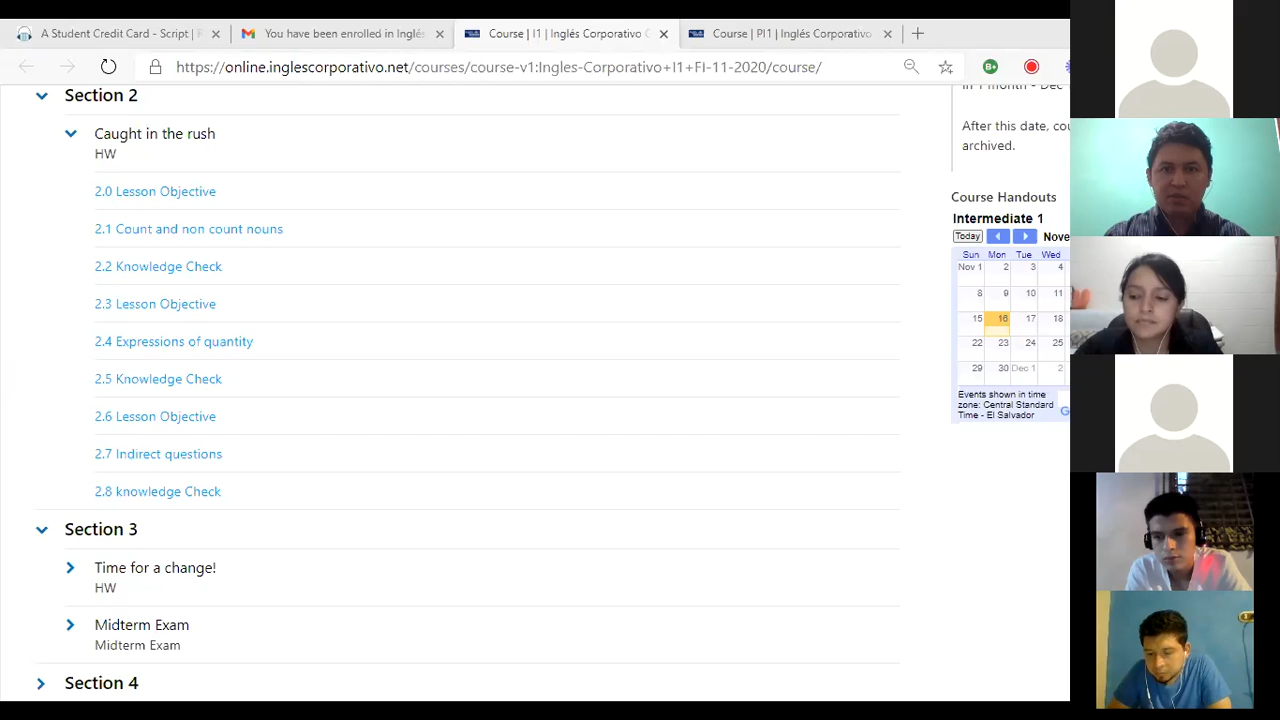 A Student Credit Card - Script |
You have been enrolled in Inglés
Course | I1 | Inglés Corporativo
Course | PI1 | Inglés Corporativo
https://online.inglescorporativo.net/courses/course-v1:Ingles-Corporativo+I1+FI-11-2020/course/
Section 2
Caught in the rush
HW
2.0 Lesson Objective
2.1 Count and non count nouns
2.2 Knowledge Check
2.3 Lesson Objective
2.4 Expressions of quantity
2.5 Knowledge Check
2.6 Lesson Objective
2.7 Indirect questions
2.8 knowledge Check
Section 3
Time for a change!
HW
Midterm Exam
Midterm Exam
Section 4
in 1 month - Dec
After this date, cou
archived.
Course Handouts
Intermediate 1
Today Nove
Sun Mon Tue Wed
Nov 1 2 3 4
8 9 10 11
15 16 17 18
22 23 24 25
29 30 Dec 1 2
Events shown in time
zone: Central Standard
Time - El Salvador